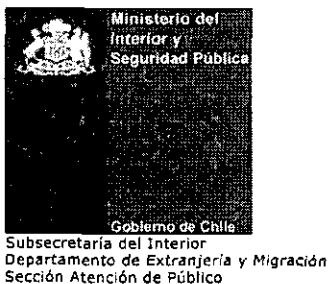 Ministerio del
Interior y
Seguridad Pública
Gobierno de Chile
Subsecretaría del Interior
Departamento de Extranjería y Migración
Sección Atención de Público